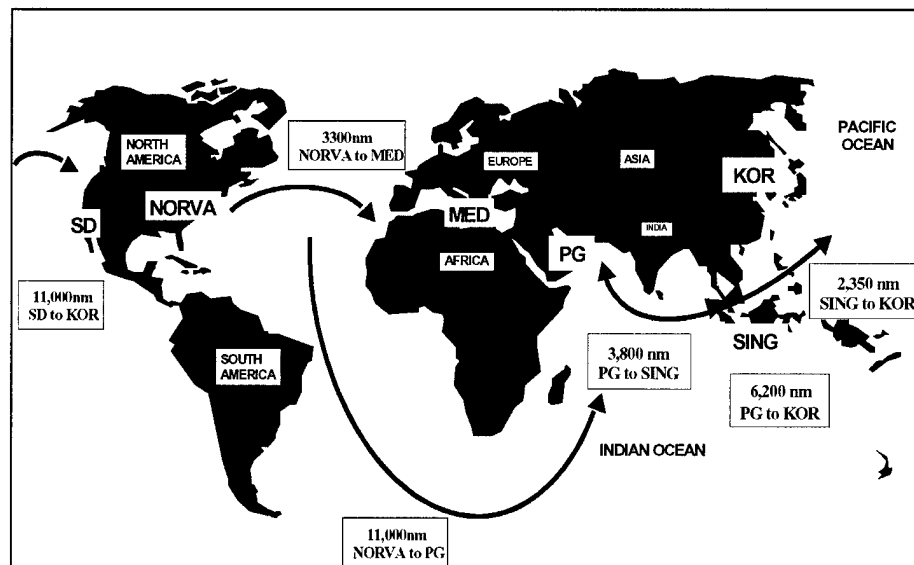 3300nm
NORVA to MED
PACIFIC
OCEAN
NORTH
AMERICA
EUROPE
ASIA
KOR
NORVA
SD
MED
INDIA
PG
AFRICA
11,000nm
SD to KOR
2,350 nm
SING to KOR
SING
SOUTH
AMERICA
3,800 nm
PG to SING
6,200 nm
PG to KOR
INDIAN OCEAN
11,000nm
NORVA to PG